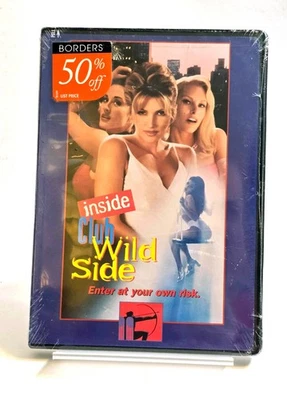 BORDERS
50%
off
LIST PRICE
inside
Club
Wild
Side
Enter at your own risk.